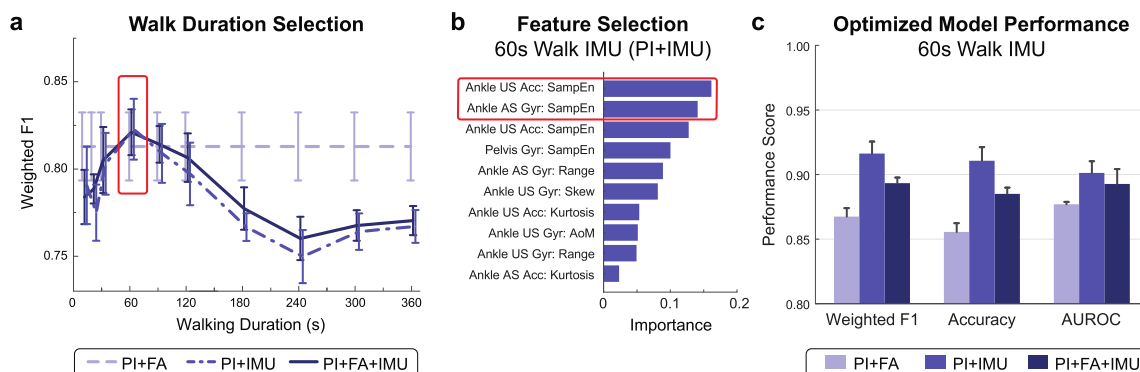 a
Walk Duration Selection
0.85
0.80
0.75
Weighted F1
0
60
120
180
240
300
360
Walking Duration (s)
PI+FA
PI+IMU
PI+FA+IMU
b
Feature Selection
60s Walk IMU (PI+IMU)
Ankle US Acc: SampEn
Ankle AS Gyr: SampEn
Ankle US Acc: SampEn
Pelvis Gyr: SampEn
Ankle AS Gyr: Range
Ankle US Gyr: Skew
Ankle US Acc: Kurtosis
Ankle US Gyr: AoM
Ankle US Gyr: Range
Ankle AS Acc: Kurtosis
0
0.1
0.2
Importance
c
Optimized Model Performance
60s Walk IMU
1.00
0.95
0.90
0.85
0.80
Performance Score
Weighted F1
Accuracy
AUROC
PI+FA
PI+IMU
PI+FA+IMU